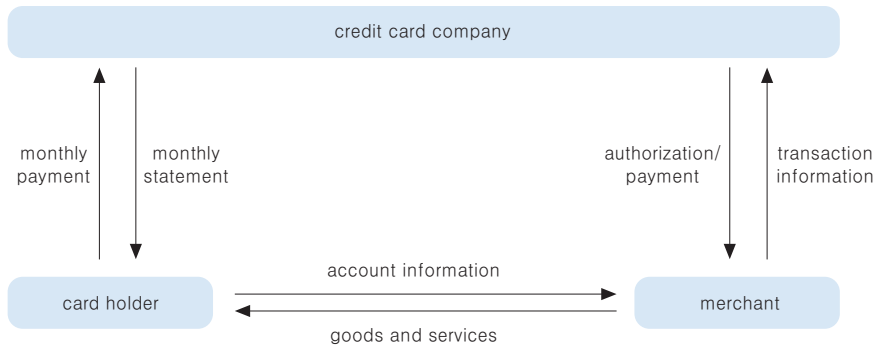 credit card company
monthly
payment
monthly
statement
authorization/
payment
transaction
information
account information
card holder
merchant
goods and services